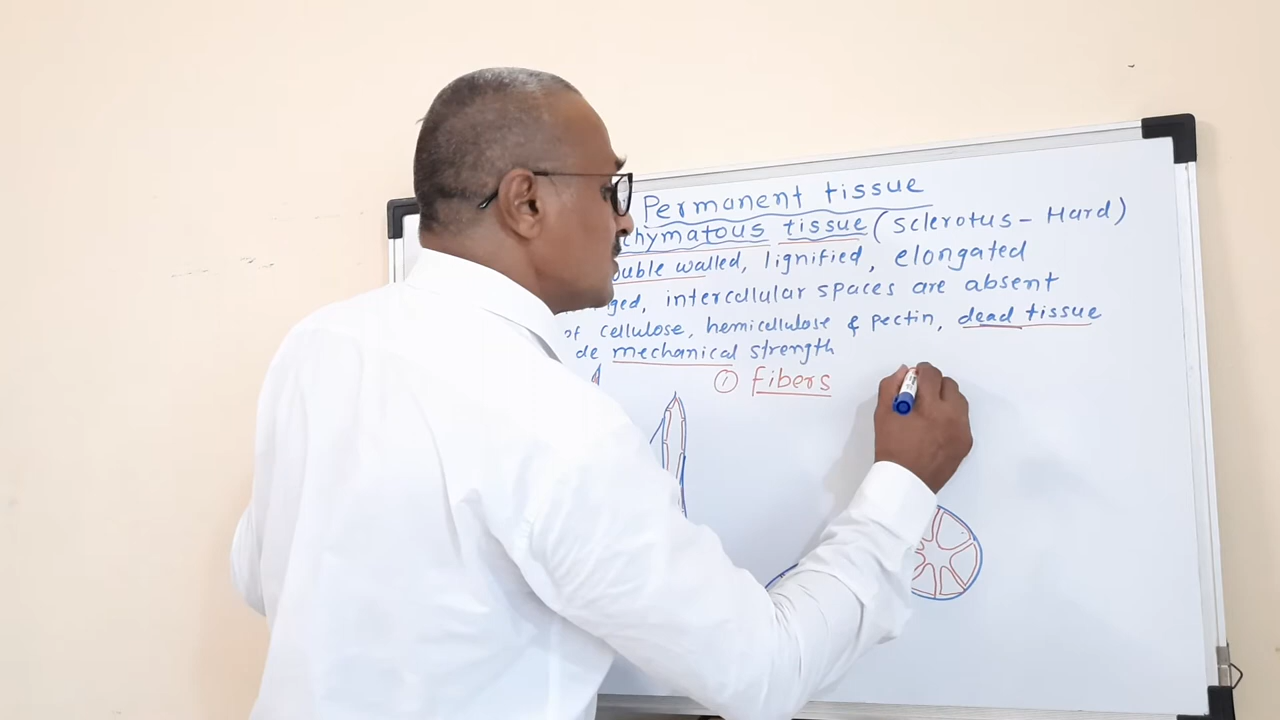 Permanent tissue
chymatous tissue (Sclerotus - Hard)
ouble walled, lignified, elongated
ged, intercellular spaces are absent
of cellulose, hemicellulose & pectin, dead tissue
de mechanical strength
① fibers